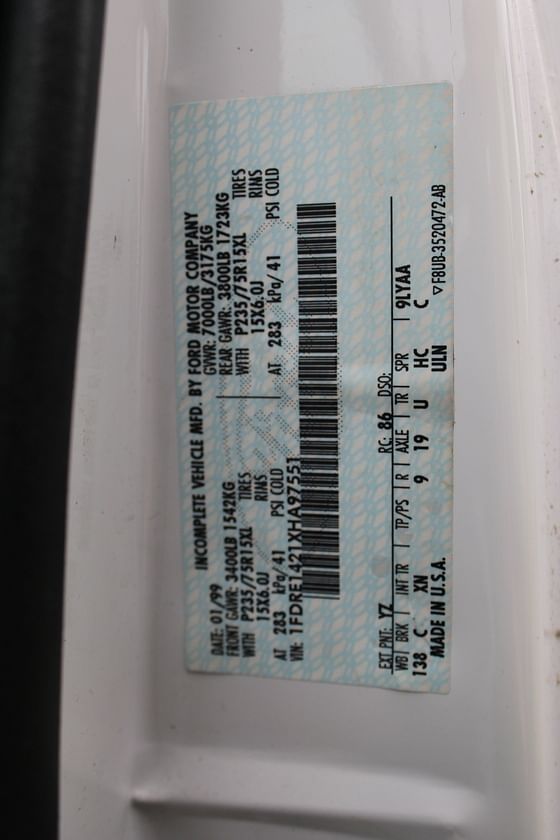 INCOMPLETE VEHICLE MFD. BY FORD MOTOR COMPANY
DATE: 01/99 GVWR: 7000LB/3175KG
FRONT GAWR: 3400LB 1542KG REAR GAWR: 3800LB 1723KG
WITH P235/75R15XL TIRES WITH P235/75R15XL TIRES
15X6.0J RIMS 15X6.0J RIMS
AT 283 kPa/41 PSI COLD AT 283 kPa/41 PSI COLD
VIN: 1FDRE1421XHA97551
EXT PNT: YZ RC: 86 DSO:
WB BRK INT TR TP/PS R AXLE TR SPR 9LYAA
138 C XN 9 19 U HC C
MADE IN U.S.A. ULN ▽F8UB-3520472-AB